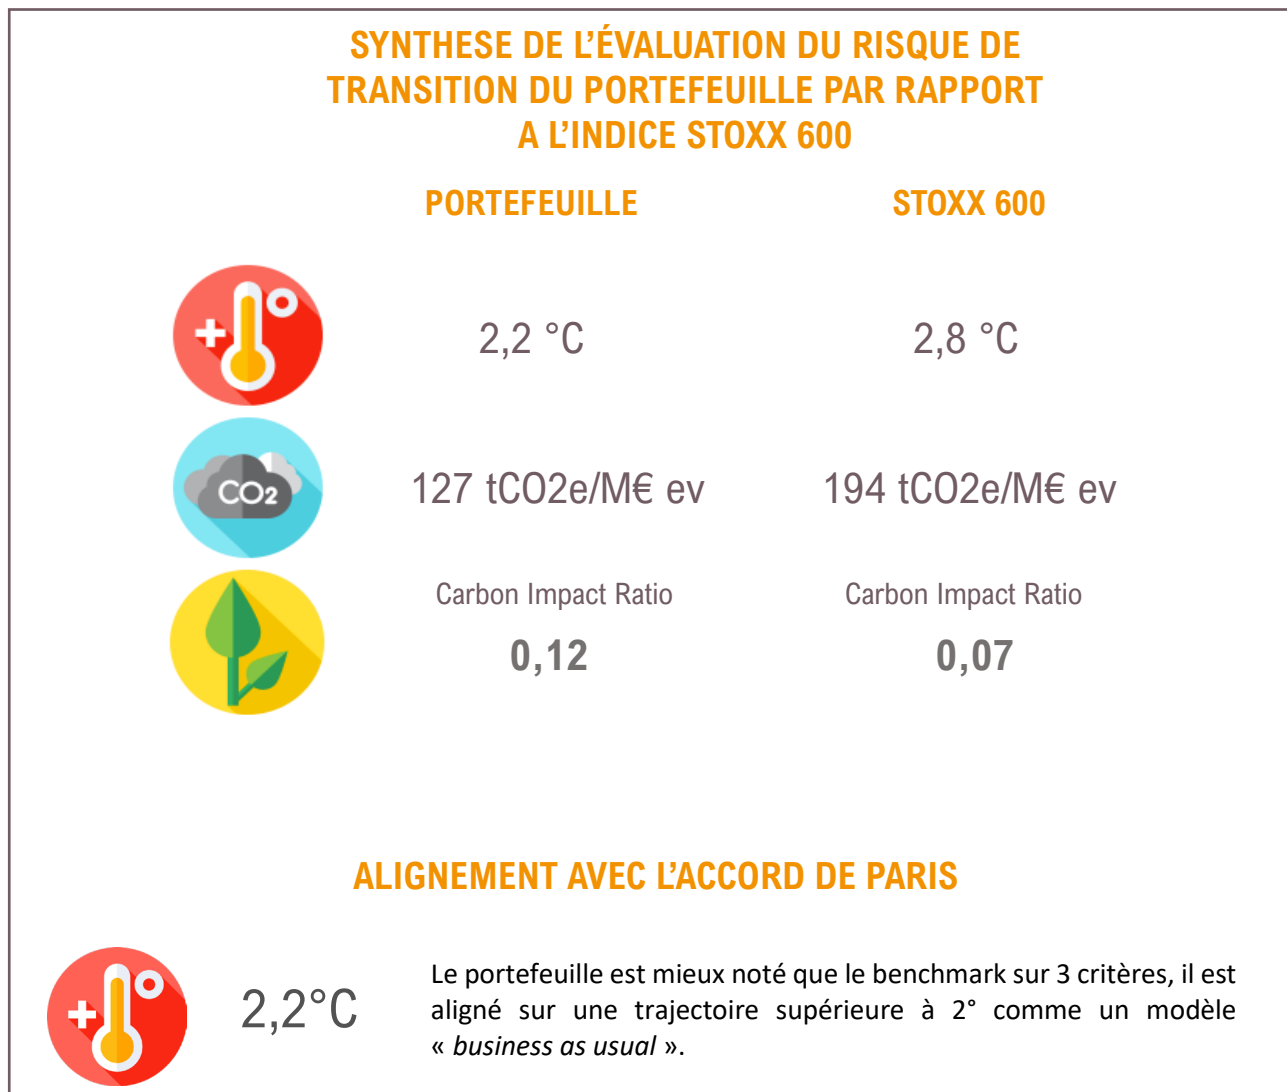 SYNTHESE DE L’ÉVALUATION DU RISQUE DE
TRANSITION DU PORTEFEUILLE PAR RAPPORT
A L’INDICE STOXX 600
PORTEFEUILLE STOXX 600
2,2 °C 2,8 °C
CO2
127 tCO2e/M€ ev 194 tCO2e/M€ ev
Carbon Impact Ratio Carbon Impact Ratio
0,12 0,07
ALIGNEMENT AVEC L’ACCORD DE PARIS
2,2°C
Le portefeuille est mieux noté que le benchmark sur 3 critères, il est
aligné sur une trajectoire supérieure à 2° comme un modèle
« business as usual ».